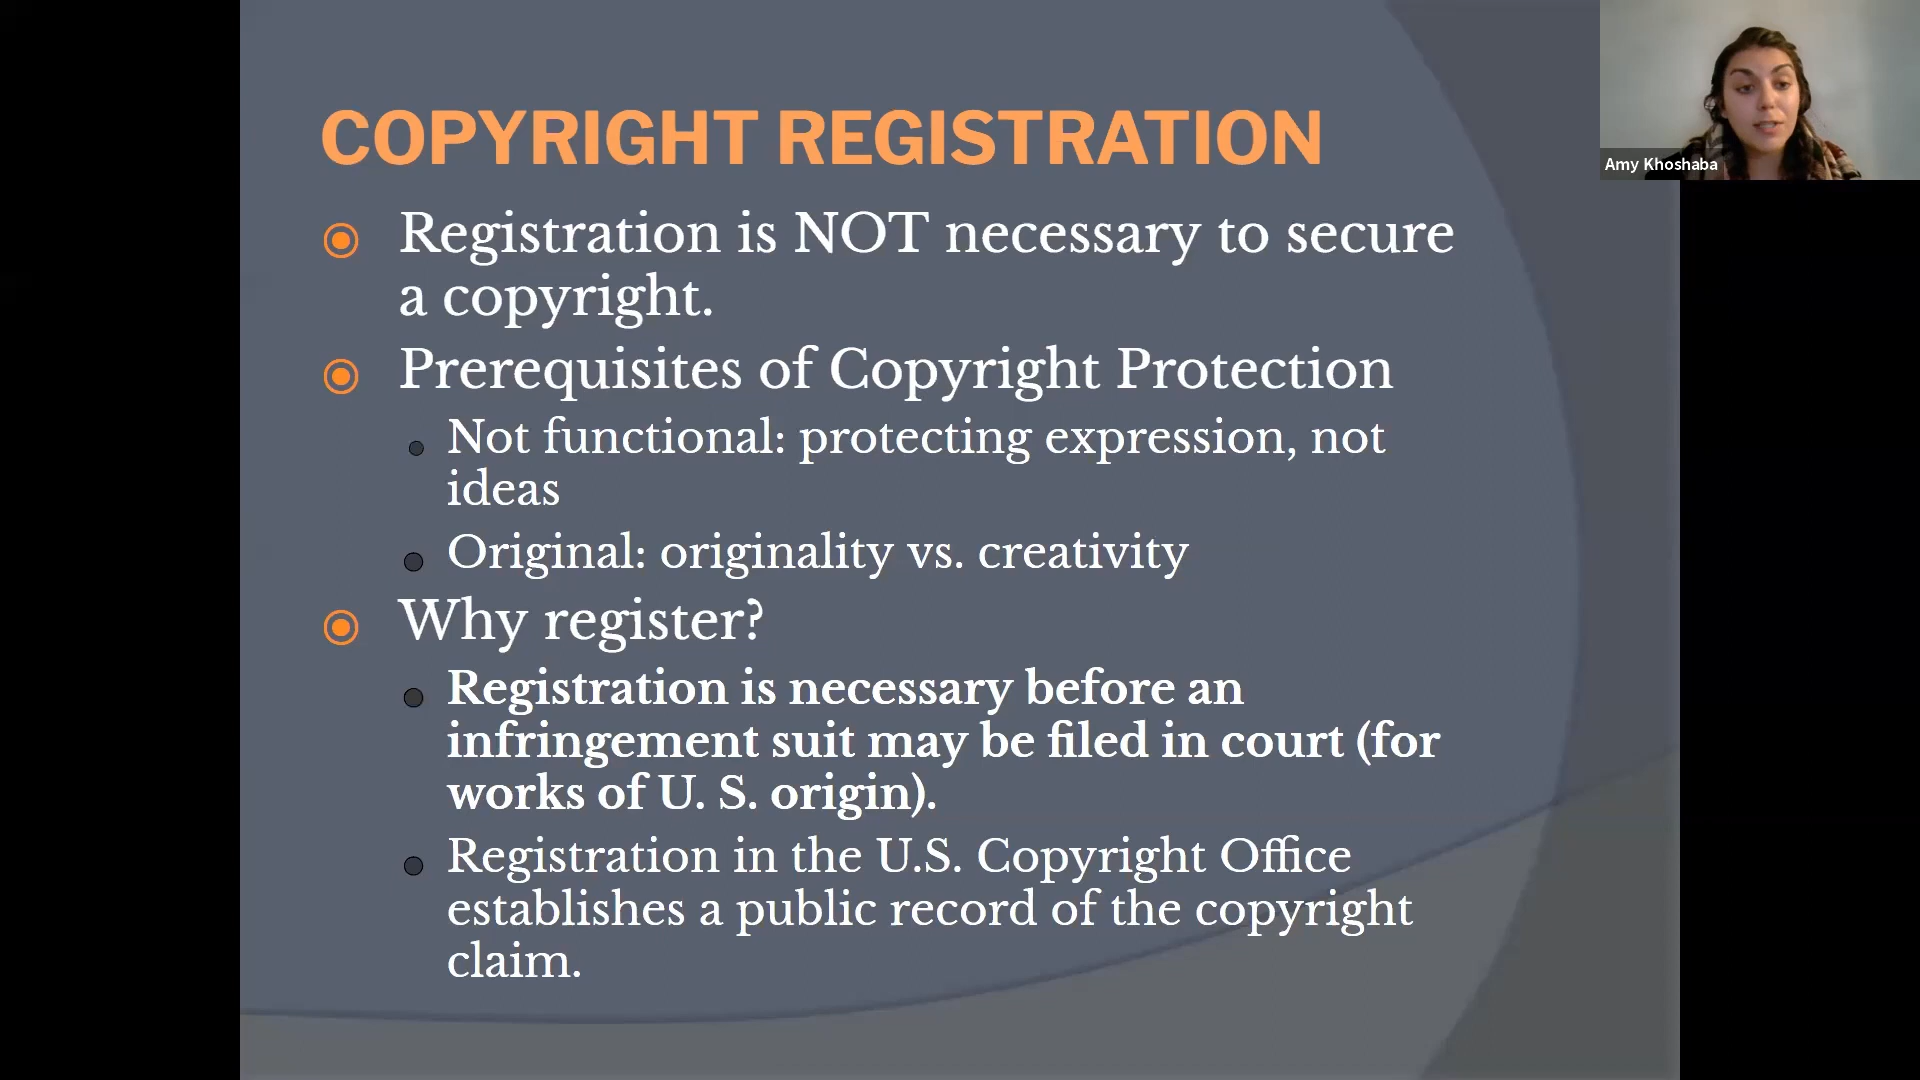 COPYRIGHT REGISTRATION
Amy Khoshaba
Registration is NOT necessary to secure
a copyright.
Prerequisites of Copyright Protection
Not functional: protecting expression, not
ideas
Original: originality vs. creativity
Why register?
Registration is necessary before an
infringement suit may be filed in court (for
works of U. S. origin).
Registration in the U.S. Copyright Office
establishes a public record of the copyright
claim.